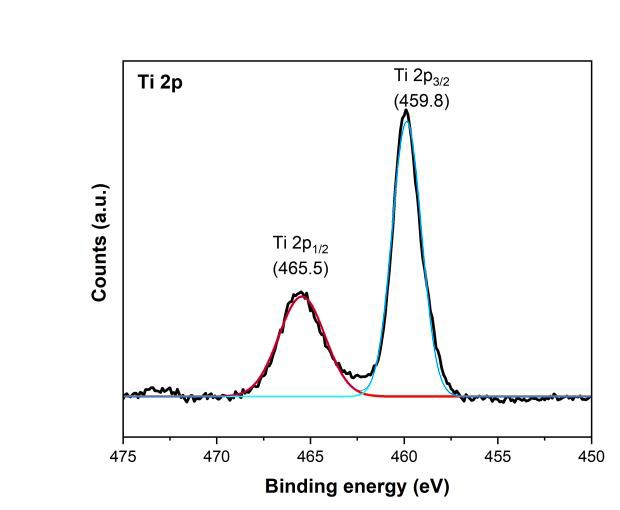 Ti 2p
Ti 2p3/2
(459.8)
Ti 2p1/2
(465.5)
Counts (a.u.)
475 470 465 460 455 450
Binding energy (eV)